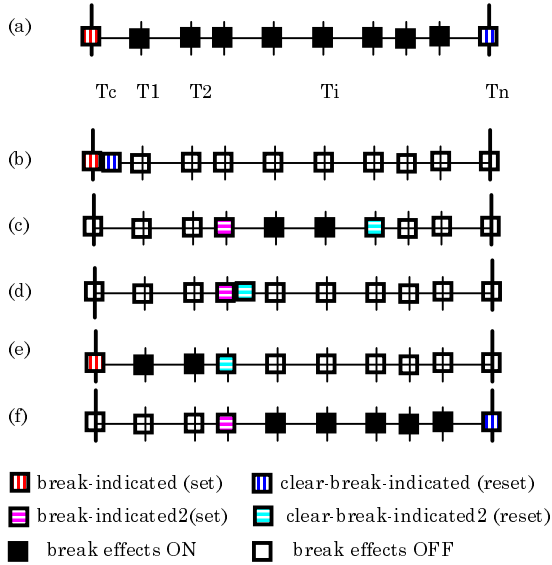 (a)
Tc T1 T2 Ti Tn
(b)
(c)
(d)
(e)
(f)
break-indicated (set) clear-break-indicated (reset)
break-indicated2(set) clear-break-indicated2 (reset)
break effects ON break effects OFF